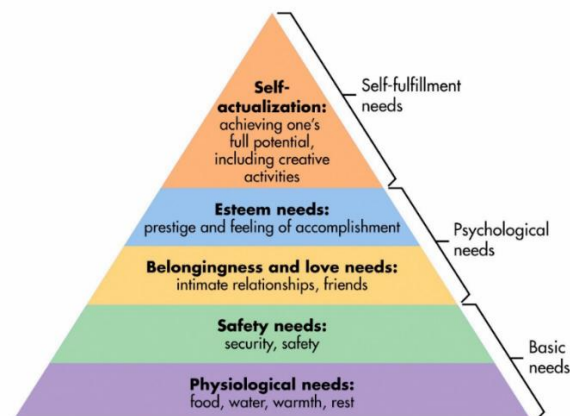 Self-
actualization:
achieving one's
full potential,
including creative
activities
Self-fulfillment
needs
Esteem needs:
prestige and feeling of accomplishment
Psychological
needs
Belongingness and love needs:
intimate relationships, friends
Safety needs:
security, safety
Basic
needs
Physiological needs:
food, water, warmth, rest